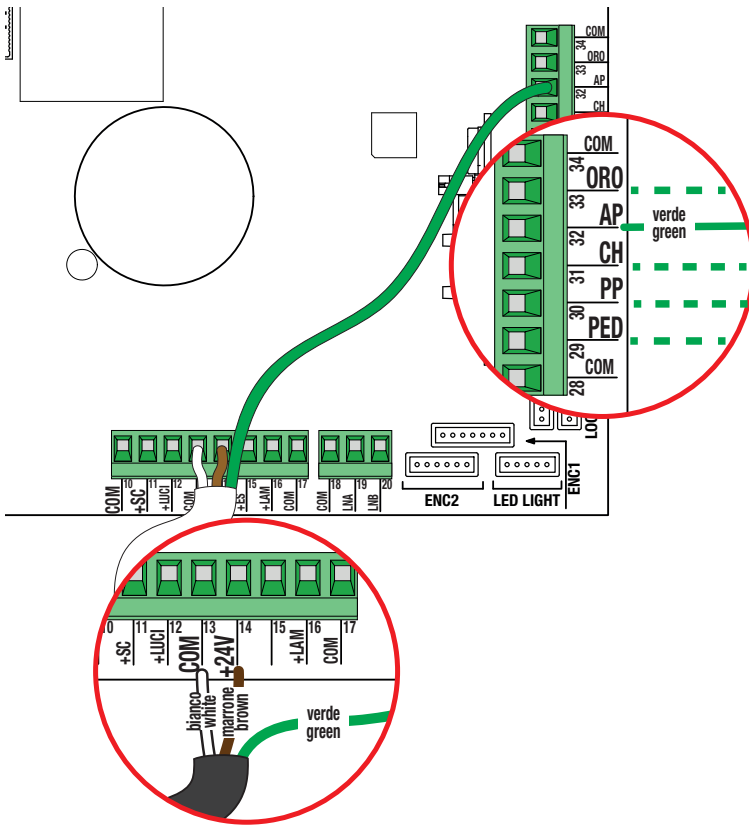 COM
34
ORO
33
AP
32
CH
COM
34
ORO
33
AP
32
CH
31
PP
30
PED
29
COM
28
verde
green
LOC
ENC1
ENC2
LED LIGHT
COM
10
+SC
11
+LUCI
12
COM
+ES
15
+LAM
16
COM
17
COM
18
LNA
19
LNB
20
10
+SC
11
+LUCI
12
COM
13
+24V
14
15
+LAM
16
COM
17
bianco
white
marrone
brown
verde
green